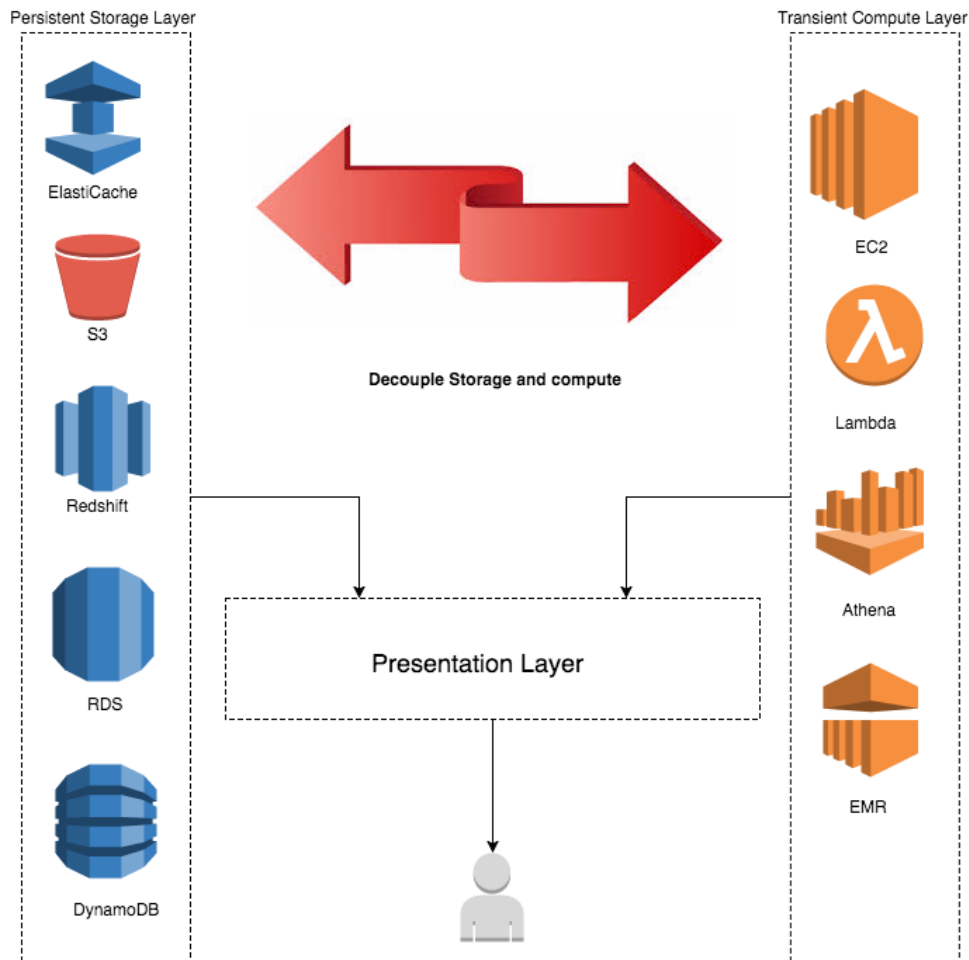 Persistent Storage Layer
Transient Compute Layer
ElastiCache
S3
Redshift
RDS
DynamoDB
Decouple Storage and compute
Presentation Layer
EC2
Lambda
Athena
EMR